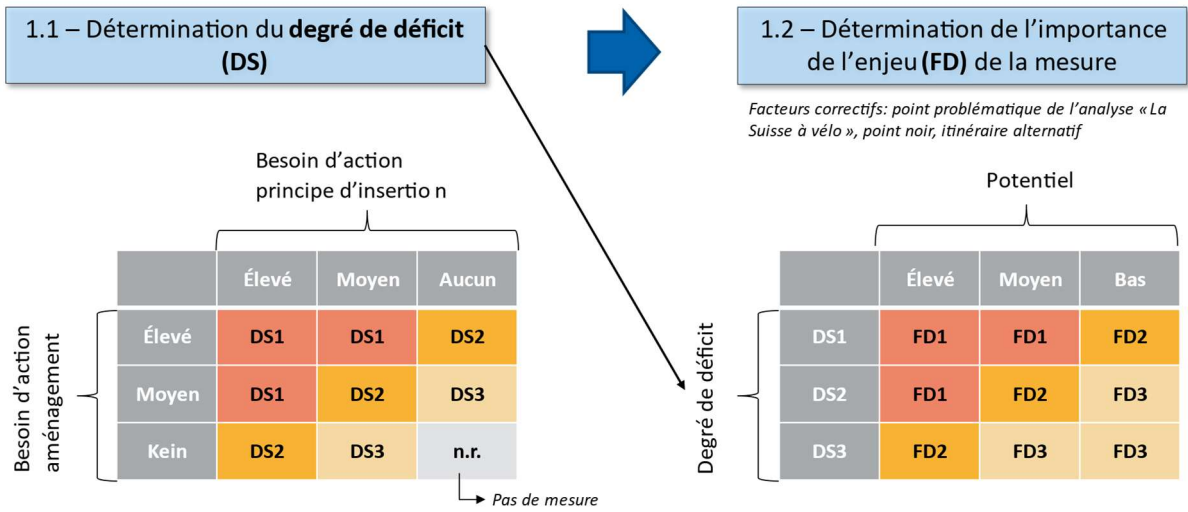 1.1 – Détermination du degré de déficit
(DS)
1.2 – Détermination de l'importance
de l'enjeu (FD) de la mesure
Facteurs correctifs: point problématique de l'analyse « La
Suisse à vélo », point noir, itinéraire alternatif
Besoin d'action
principe d'insertio n
Élevé Moyen Aucun
Besoin d'action
aménagement
Élevé DS1 DS1 DS2
Moyen DS1 DS2 DS3
Kein DS2 DS3 n.r.
Pas de mesure
Potentiel
Élevé Moyen Bas
Degré de déficit
DS1 FD1 FD1 FD2
DS2 FD1 FD2 FD3
DS3 FD2 FD3 FD3